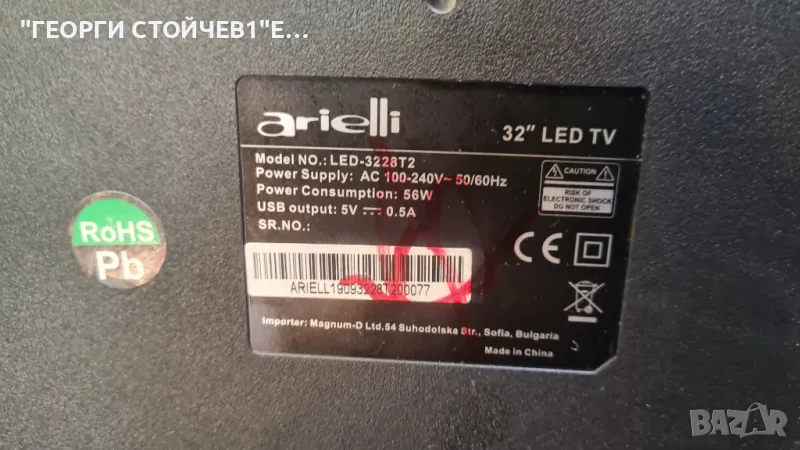 "ГЕОРГИ СТОЙЧЕВ1"Е...
arielli
32" LED TV
Model NO.: LED-3228T2
Power Supply: AC 100-240V~ 50/60Hz
Power Consumption: 56W
USB output: 5V ⎓ 0.5A
SR.NO.:
CAUTION
RISK OF
ELECTRONIC SHOCK
DO NOT OPEN
CE
RoHS
Pb
ARIELL19093228T200077
Importer: Magnum-D Ltd.54 Suhodolska Str., Sofia, Bulgaria
Made in China
BAZAR